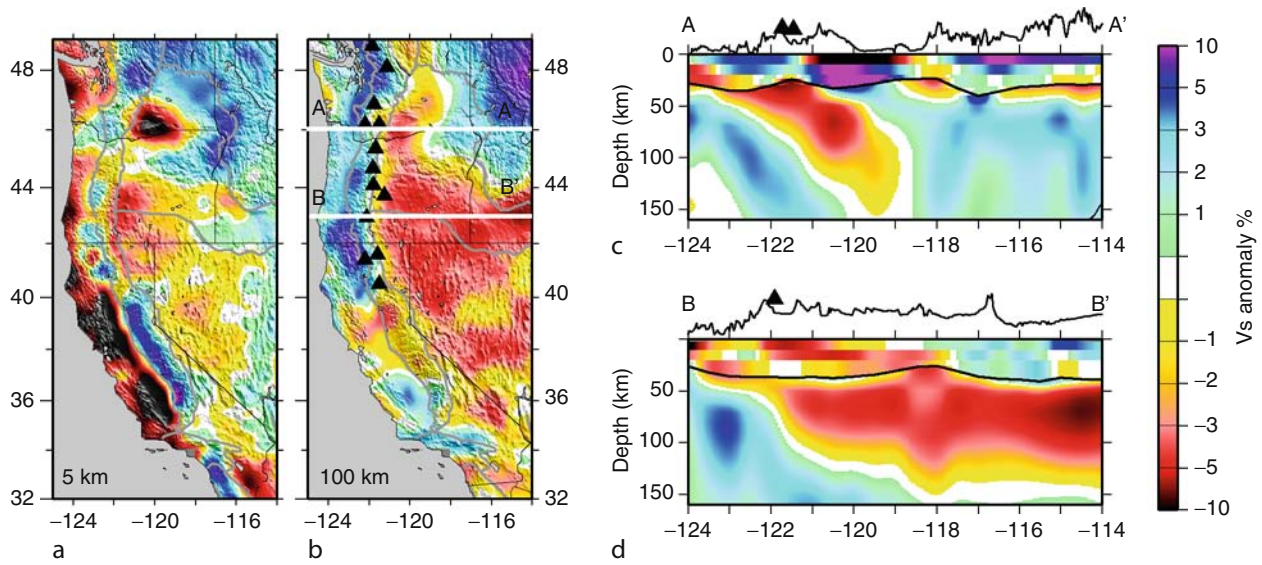 48
44
40
36
32
−124 −120 −116
5 km
a
A A'
B B'
100 km
48
44
40
36
32
−124 −120 −116
b
A A'
0
50
100
150
Depth (km)
−124 −122 −120 −118 −116 −114
c
B B'
50
100
150
Depth (km)
−124 −122 −120 −118 −116 −114
d
10
5
3
1
−1
−2
−3
−5
−10
Vs anomaly %